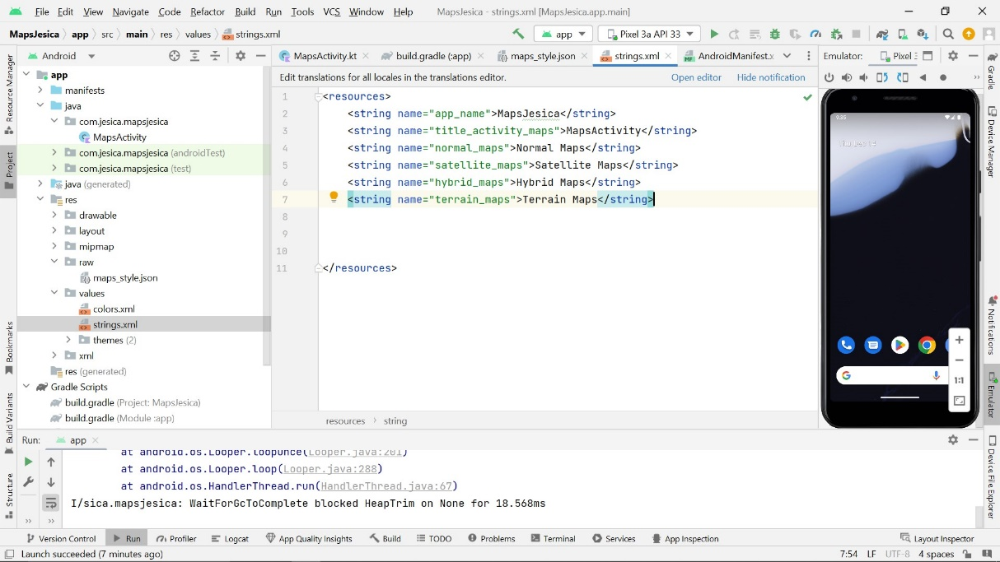 File Edit View Navigate Code Refactor Build Run Tools VCS Window Help MapsJesica - strings.xml [MapsJesica.app.main]
MapsJesica app src main res values strings.xml app Pixel 3a API 33
Resource Manager
Project
Bookmarks
Build Variants
Structure
Android
app
manifests
java
com.jesica.mapsjesica
MapsActivity
com.jesica.mapsjesica (androidTest)
com.jesica.mapsjesica (test)
java (generated)
res
drawable
layout
mipmap
raw
maps_style.json
values
colors.xml
strings.xml
themes (2)
xml
res (generated)
Gradle Scripts
build.gradle (Project: MapsJesica)
build.gradle (Module :app)
MapsActivity.kt build.gradle (:app) maps_style.json strings.xml AndroidManifest.x
Edit translations for all locales in the translations editor. Open editor Hide notification
1 <resources>
2 <string name="app_name">MapsJesica</string>
3 <string name="title_activity_maps">MapsActivity</string>
4 <string name="normal_maps">Normal Maps</string>
5 <string name="satellite_maps">Satellite Maps</string>
6 <string name="hybrid_maps">Hybrid Maps</string>
7 <string name="terrain_maps">Terrain Maps</string>
8
9
10
11 </resources>
resources string
Emulator: Pixel 3
9:35
1:1
Gradle
Device Manager
Notifications
Emulator
Device File Explorer
Run: app
at android.os.Looper.loopOnce(Looper.java:201)
at android.os.Looper.loop(Looper.java:288)
at android.os.HandlerThread.run(HandlerThread.java:67)
I/sica.mapsjesica: WaitForGcToComplete blocked HeapTrim on None for 18.568ms
Version Control Run Profiler Logcat App Quality Insights Build TODO Problems Terminal Services App Inspection Layout Inspector
Launch succeeded (7 minutes ago) 7:54 LF UTF-8 4 spaces